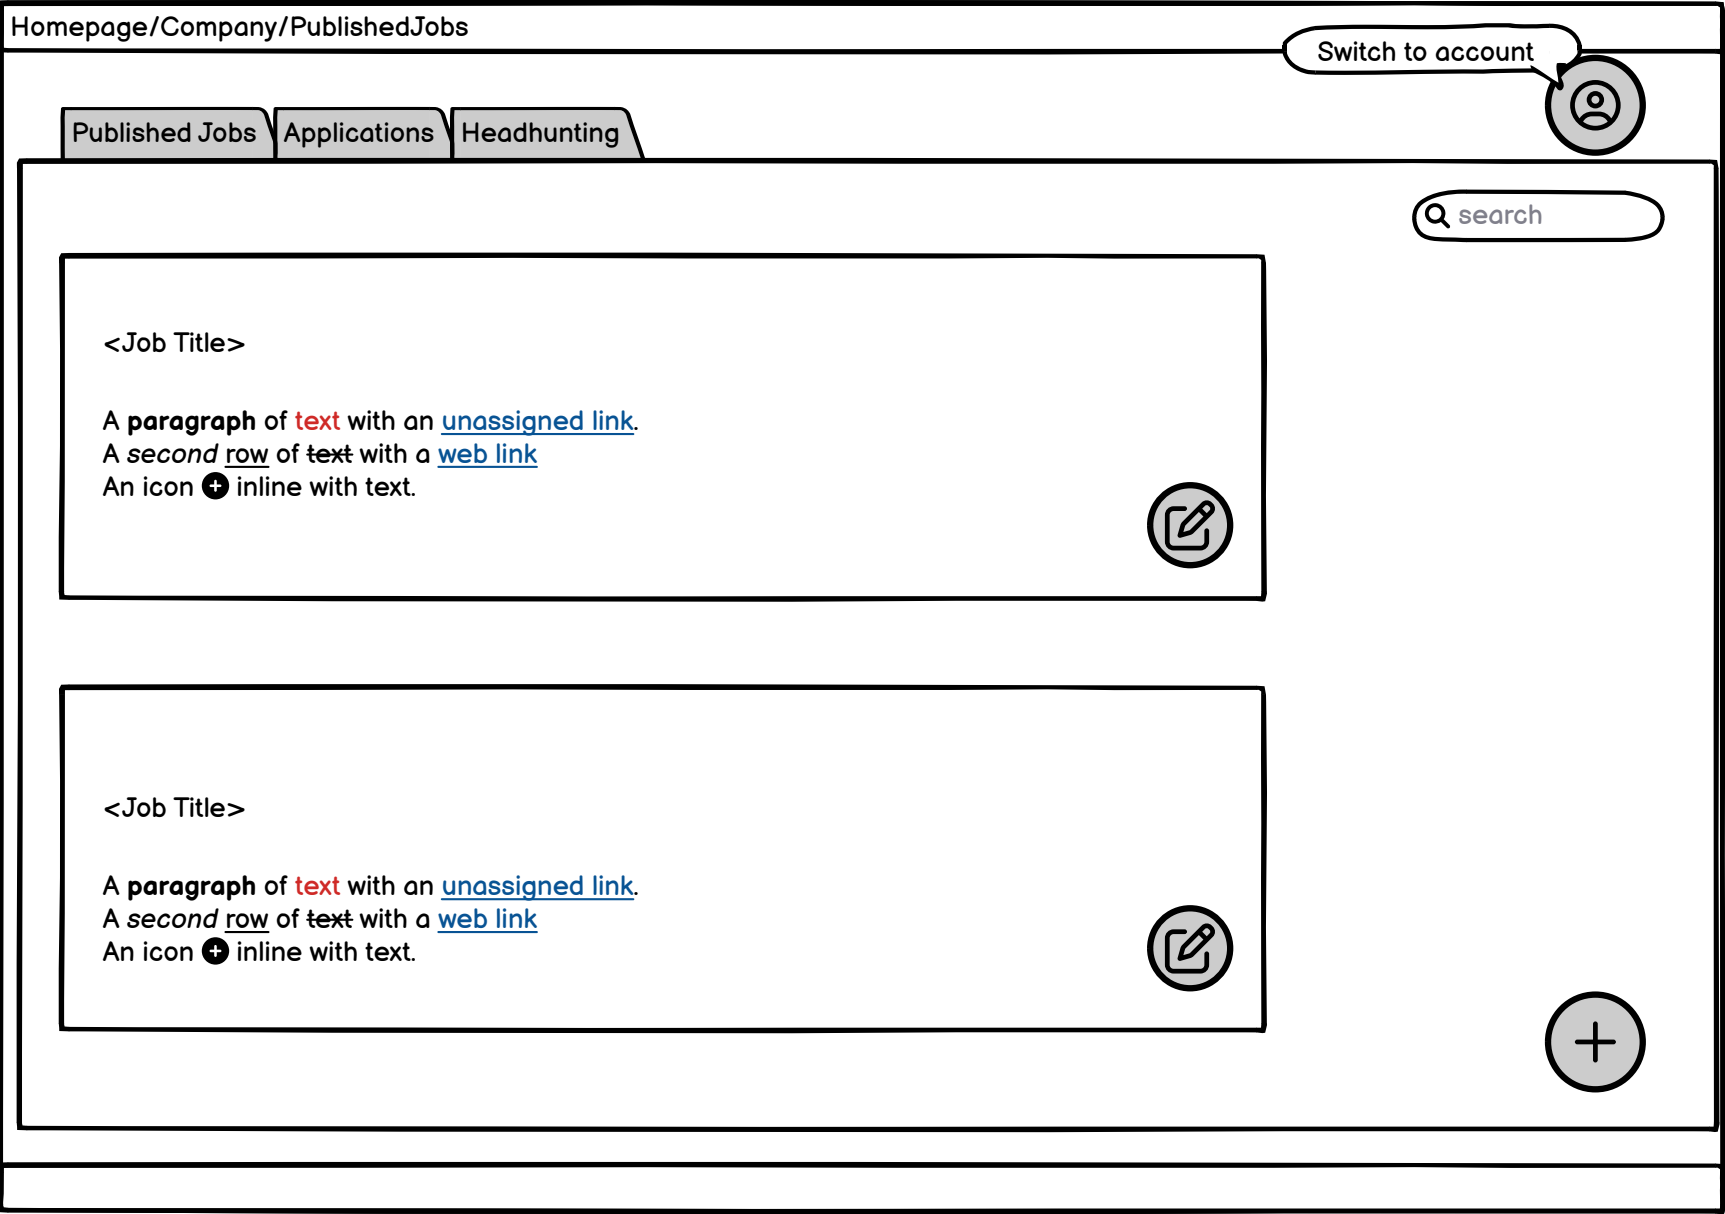 Homepage/Company/PublishedJobs
Switch to account
Published Jobs
Applications
Headhunting
search
<Job Title>
A paragraph of text with an unassigned link.
A second row of text with a web link
An icon inline with text.
<Job Title>
A paragraph of text with an unassigned link.
A second row of text with a web link
An icon inline with text.